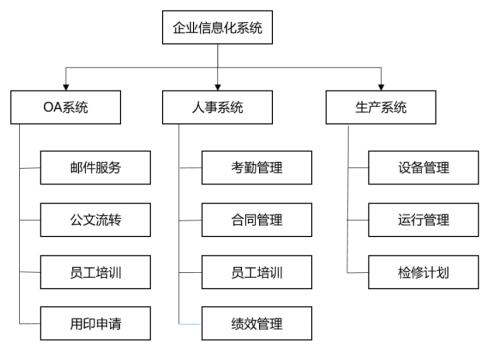 企业信息化系统
OA系统
人事系统
生产系统
邮件服务
考勤管理
设备管理
公文流转
合同管理
运行管理
员工培训
员工培训
检修计划
用印申请
绩效管理